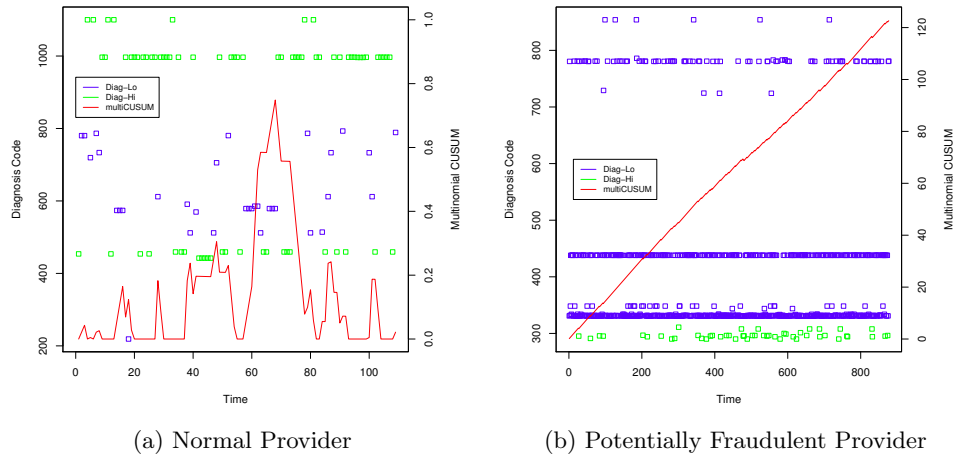 1.0
0.8
0.6
0.4
0.2
0.0
Multinomial CUSUM
1000
800
600
400
200
Diagnosis Code
Diag-Lo
Diag-Hi
multiCUSUM
0 20 40 60 80 100
Time
(a) Normal Provider
120
100
80
60
40
20
0
Multinomial CUSUM
800
700
600
500
400
300
Diagnosis Code
Diag-Lo
Diag-Hi
multiCUSUM
0 200 400 600 800
Time
(b) Potentially Fraudulent Provider